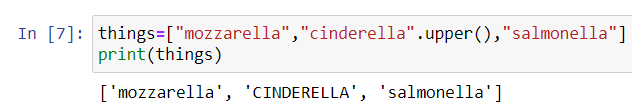 In [7]: things=["mozzarella","cinderella".upper(),"salmonella"]
print(things)
['mozzarella', 'CINDERELLA', 'salmonella']